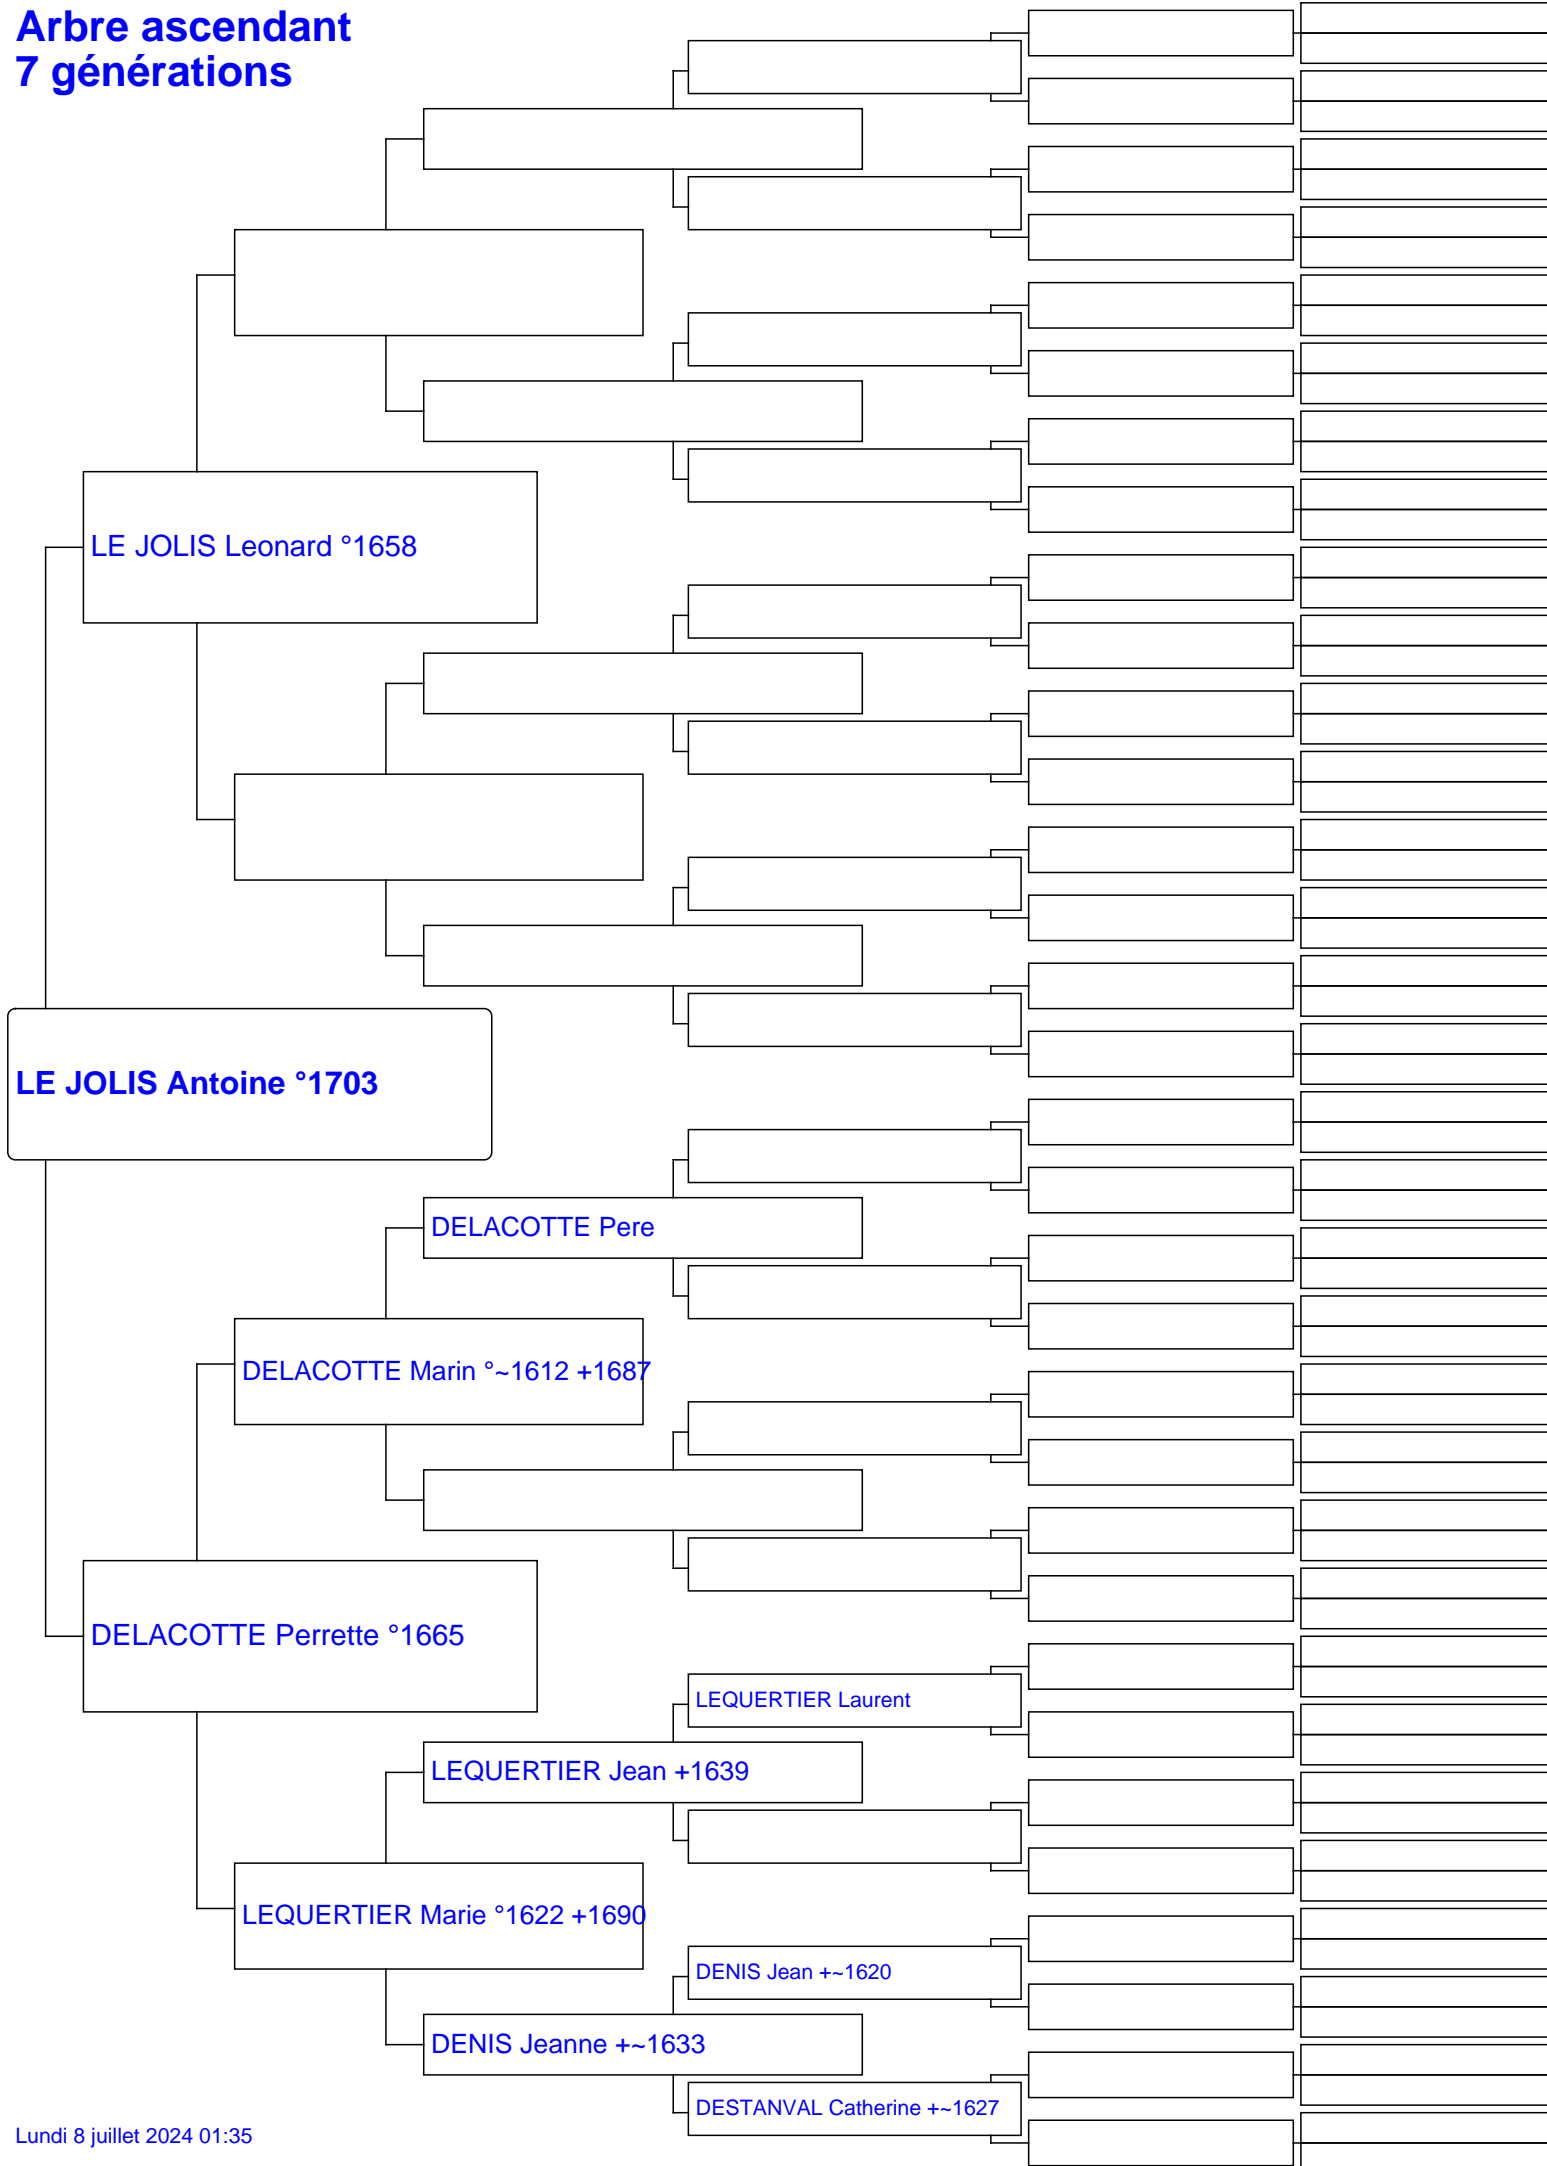 Arbre ascendant
7 générations
LE JOLIS Leonard °1658
LE JOLIS Antoine °1703
DELACOTTE Pere
DELACOTTE Marin °~1612 +1687
DELACOTTE Perrette °1665
LEQUERTIER Laurent
LEQUERTIER Jean +1639
LEQUERTIER Marie °1622 +1690
DENIS Jean +~1620
DENIS Jeanne +~1633
DESTANVAL Catherine +~1627
Lundi 8 juillet 2024 01:35